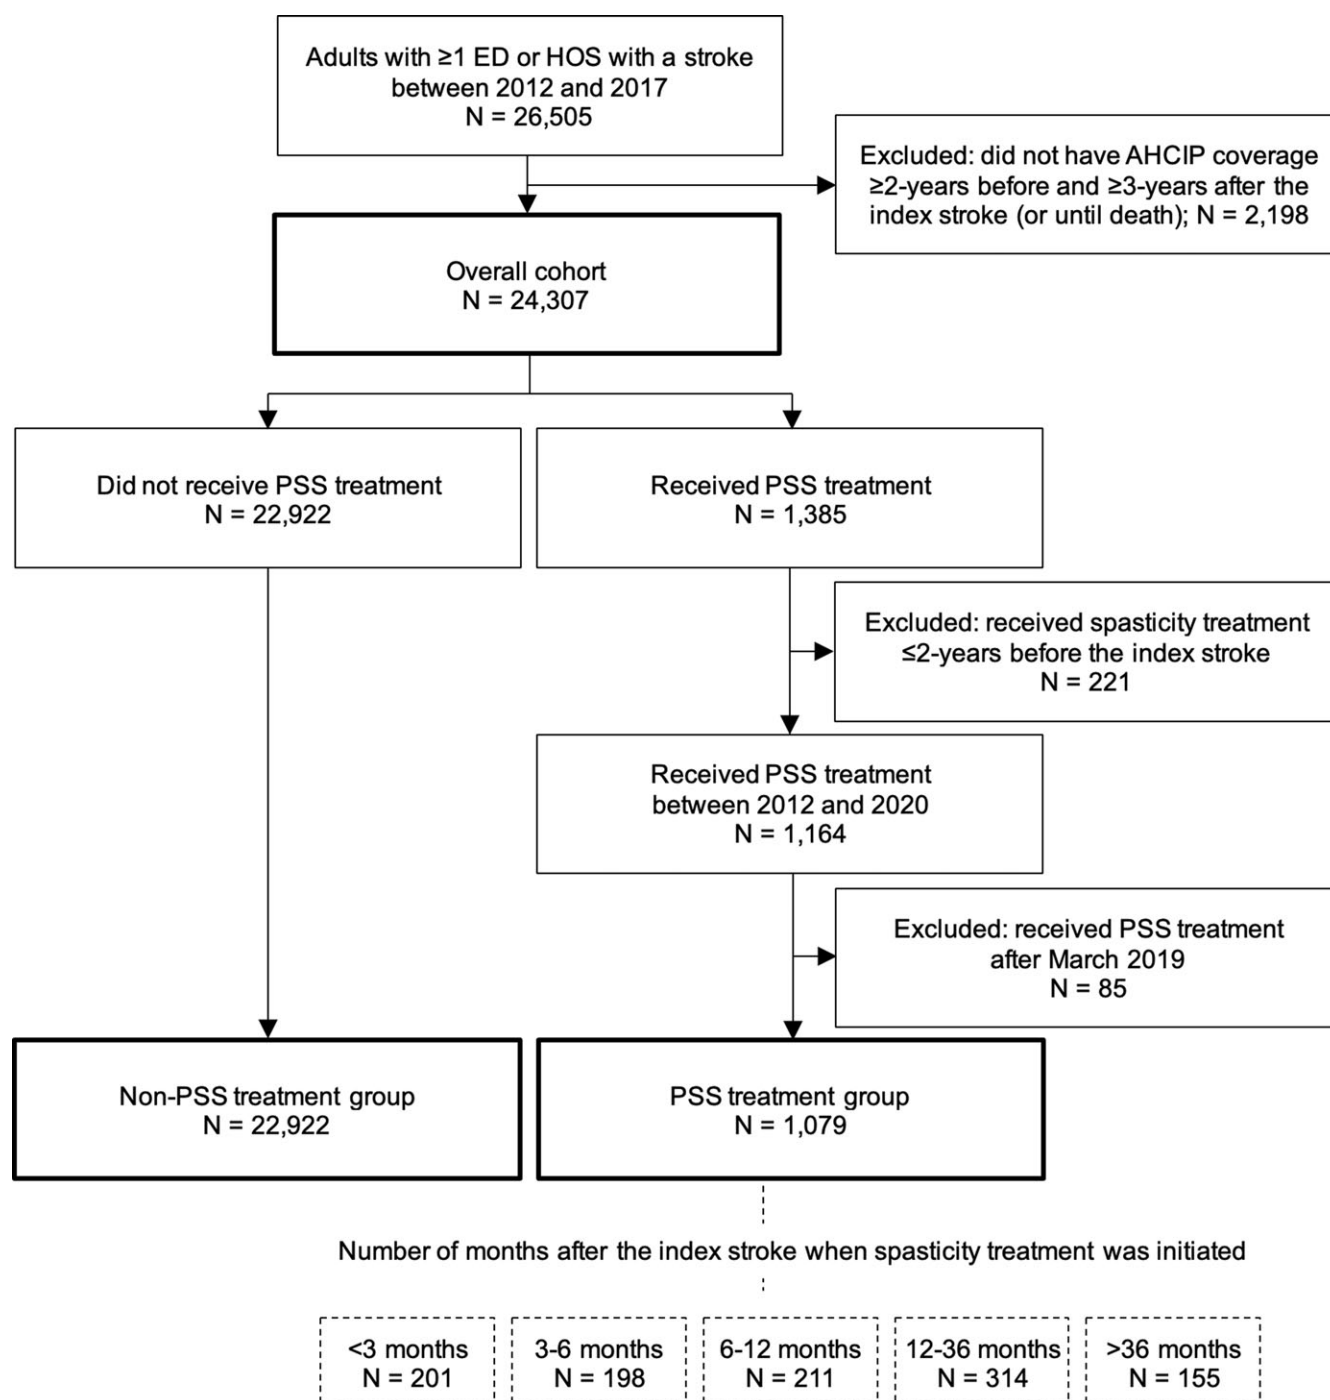 Adults with ≥1 ED or HOS with a stroke
between 2012 and 2017
N = 26,505
Excluded: did not have AHCIP coverage
≥2-years before and ≥3-years after the
index stroke (or until death); N = 2,198
Overall cohort
N = 24,307
Did not receive PSS treatment
N = 22,922
Received PSS treatment
N = 1,385
Excluded: received spasticity treatment
≤2-years before the index stroke
N = 221
Received PSS treatment
between 2012 and 2020
N = 1,164
Excluded: received PSS treatment
after March 2019
N = 85
Non-PSS treatment group
N = 22,922
PSS treatment group
N = 1,079
Number of months after the index stroke when spasticity treatment was initiated
<3 months
N = 201
3-6 months
N = 198
6-12 months
N = 211
12-36 months
N = 314
>36 months
N = 155